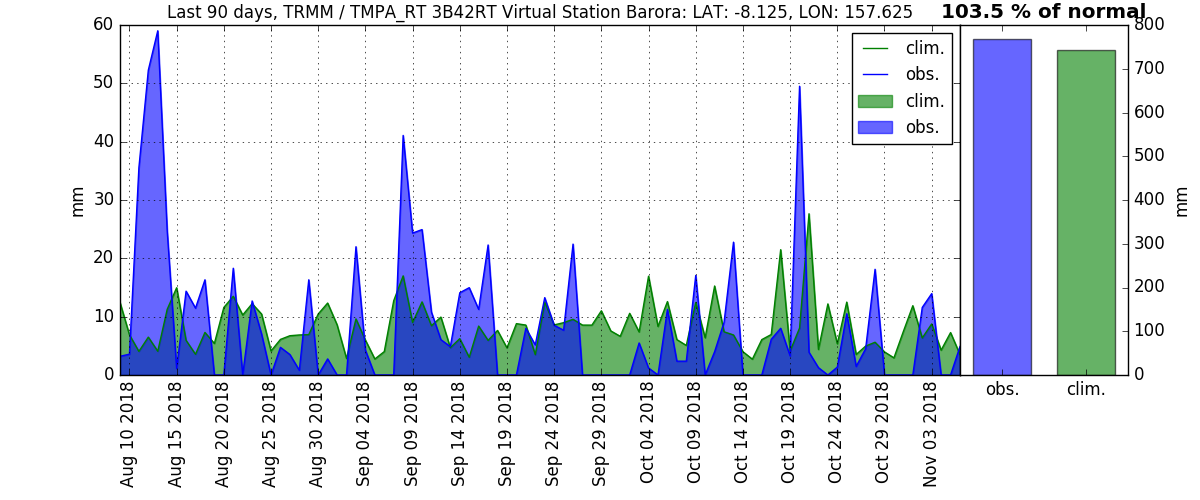 Last 90 days, TRMM / TMPA_RT 3B42RT Virtual Station Barora: LAT: -8.125, LON: 157.625
103.5 % of normal
60
50
40
30
20
10
0
mm
clim.
obs.
clim.
obs.
Aug 10 2018
Aug 15 2018
Aug 20 2018
Aug 25 2018
Aug 30 2018
Sep 04 2018
Sep 09 2018
Sep 14 2018
Sep 19 2018
Sep 24 2018
Sep 29 2018
Oct 04 2018
Oct 09 2018
Oct 14 2018
Oct 19 2018
Oct 24 2018
Oct 29 2018
Nov 03 2018
800
700
600
500
400
300
200
100
0
mm
obs.
clim.